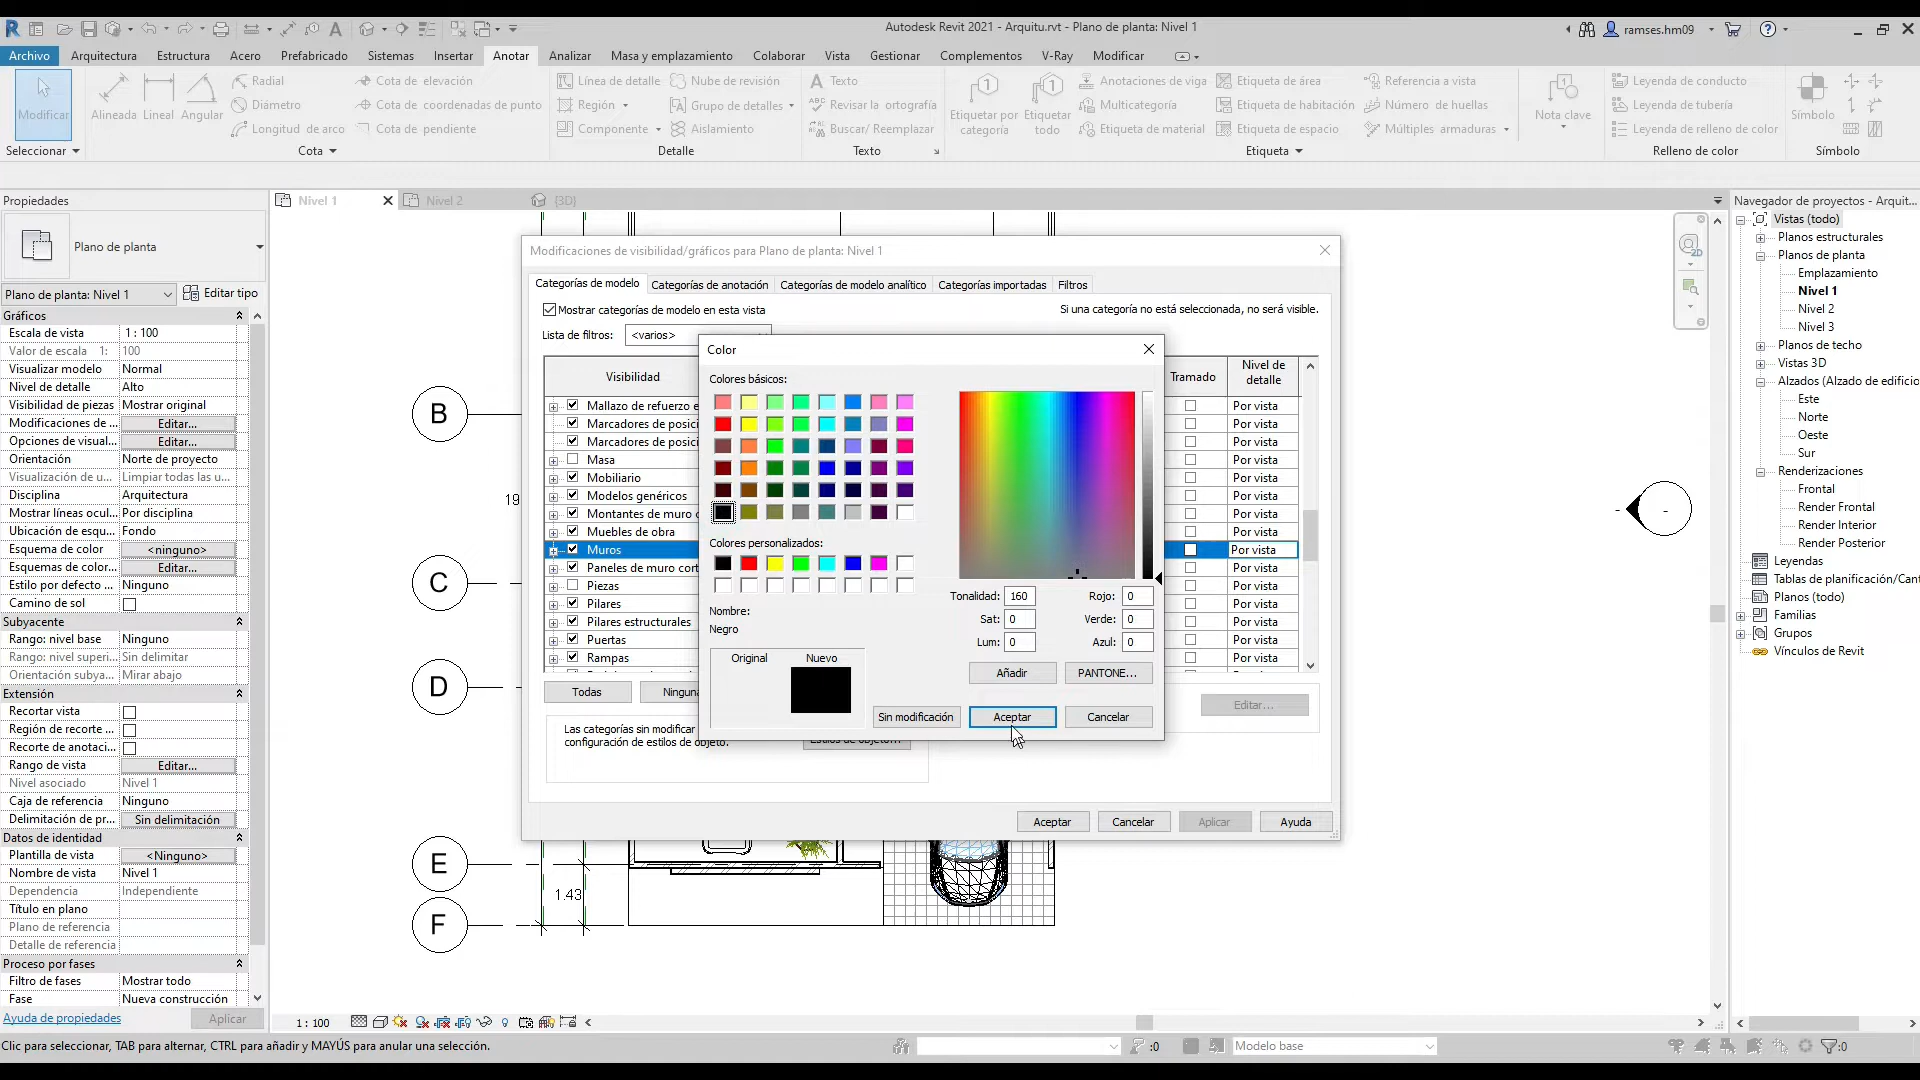 Autodesk Revit 2021 - Arquitu.rvt - Plano de planta: Nivel 1
ramses.hm09
Archivo Arquitectura Estructura Acero Prefabricado Sistemas Insertar Anotar Analizar Masa y emplazamiento Colaborar Vista Gestionar Complementos V-Ray Modificar
Modificar
Seleccionar
Alineada Lineal Angular
Radial
Diámetro
Longitud de arco
Cota de elevación
Cota de coordenadas de punto
Cota de pendiente
Cota
Línea de detalle
Región
Componente
Nube de revisión
Grupo de detalles
Aislamiento
Detalle
A Texto
ABC Revisar la ortografía
Buscar/ Reemplazar
Texto
Etiquetar por categoría
Etiquetar todo
Anotaciones de viga
Multicategoría
Etiqueta de material
Etiqueta de área
Etiqueta de habitación
Etiqueta de espacio
Referencia a vista
Número de huellas
Múltiples armaduras
Etiqueta
Nota clave
Leyenda de conducto
Leyenda de tubería
Leyenda de relleno de color
Relleno de color
Símbolo
Símbolo
Propiedades
Plano de planta
Plano de planta: Nivel 1
Editar tipo
Gráficos
Escala de vista 1 : 100
Valor de escala 1: 100
Visualizar modelo Normal
Nivel de detalle Alto
Visibilidad de piezas Mostrar original
Modificaciones de ... Editar...
Opciones de visual... Editar...
Orientación Norte de proyecto
Visualización de u... Limpiar todas las u...
Disciplina Arquitectura
Mostrar líneas ocul... Por disciplina
Ubicación de esqu... Fondo
Esquema de color <ninguno>
Esquemas de color... Editar...
Estilo por defecto ... Ninguno
Camino de sol
Subyacente
Rango: nivel base Ninguno
Rango: nivel superi... Sin delimitar
Orientación subya... Mirar abajo
Extensión
Recortar vista
Región de recorte ...
Recorte de anotaci...
Rango de vista Editar...
Nivel asociado Nivel 1
Caja de referencia Ninguno
Delimitación de pr... Sin delimitación
Datos de identidad
Plantilla de vista <Ninguno>
Nombre de vista Nivel 1
Dependencia Independiente
Título en plano
Plano de referencia
Detalle de referencia
Proceso por fases
Filtro de fases Mostrar todo
Fase Nueva construcción
Ayuda de propiedades Aplicar
Nivel 1
Nivel 2
{3D}
B
C
D
E
F
19
1.43
-
-
2D
Modificaciones de visibilidad/gráficos para Plano de planta: Nivel 1
Categorías de modelo Categorías de anotación Categorías de modelo analítico Categorías importadas Filtros
Mostrar categorías de modelo en esta vista
Si una categoría no está seleccionada, no será visible.
Lista de filtros: <varios>
Visibilidad Tramado Nivel de detalle
Mallazo de refuerzo e Por vista
Marcadores de posici Por vista
Marcadores de posici Por vista
Masa Por vista
Mobiliario Por vista
Modelos genéricos Por vista
Montantes de muro c Por vista
Muebles de obra Por vista
Muros Por vista
Paneles de muro cort Por vista
Piezas Por vista
Pilares Por vista
Pilares estructurales Por vista
Puertas Por vista
Rampas Por vista
Todas Ninguna Editar...
Las categorías sin modificar
configuración de estilos de objeto.
Estilos de objeto...
Aceptar Cancelar Aplicar Ayuda
Color
Colores básicos:
Colores personalizados:
Nombre:
Negro
Original Nuevo
Tonalidad: 160 Rojo: 0
Sat: 0 Verde: 0
Lum: 0 Azul: 0
Añadir PANTONE...
Sin modificación Aceptar Cancelar
Navegador de proyectos - Arquit...
Vistas (todo)
Planos estructurales
Planos de planta
Emplazamiento
Nivel 1
Nivel 2
Nivel 3
Planos de techo
Vistas 3D
Alzados (Alzado de edificio
Este
Norte
Oeste
Sur
Renderizaciones
Frontal
Render Frontal
Render Interior
Render Posterior
Leyendas
Tablas de planificación/Cant
Planos (todo)
Familias
Grupos
Vínculos de Revit
1 : 100
Clic para seleccionar, TAB para alternar, CTRL para añadir y MAYÚS para anular una selección.
:0
Modelo base
:0